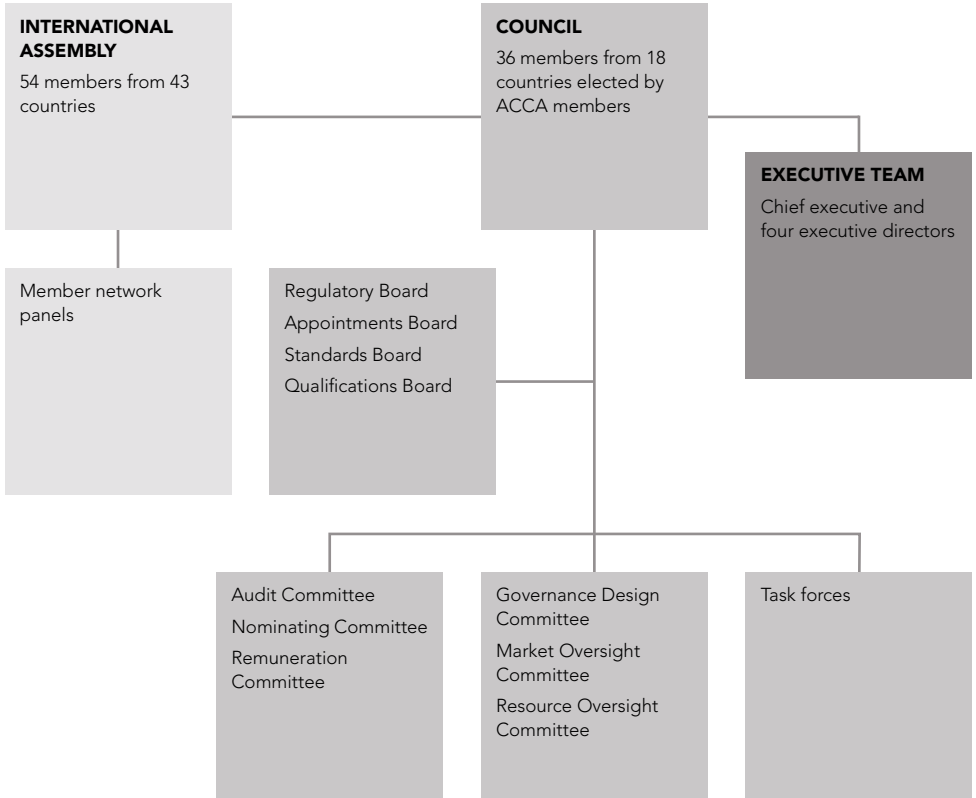 INTERNATIONAL
ASSEMBLY
54 members from 43
countries
COUNCIL
36 members from 18
countries elected by
ACCA members
EXECUTIVE TEAM
Chief executive and
four executive directors
Member network
panels
Regulatory Board
Appointments Board
Standards Board
Qualifications Board
Audit Committee
Nominating Committee
Remuneration
Committee
Governance Design
Committee
Market Oversight
Committee
Resource Oversight
Committee
Task forces